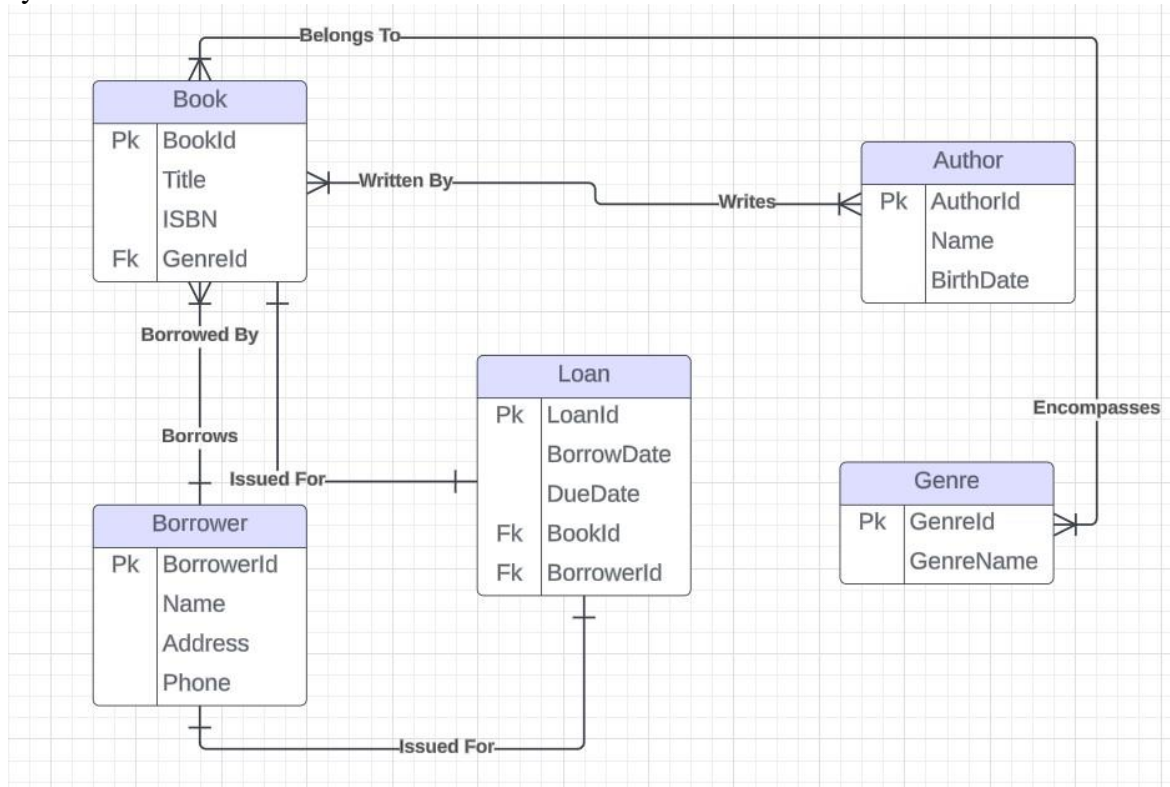 Belongs To
Book
Pk BookId
Title
ISBN
Fk GenreId
Written By
Writes
Author
Pk AuthorId
Name
BirthDate
Borrowed By
Borrows
Issued For
Loan
Pk LoanId
BorrowDate
DueDate
Fk BookId
Fk BorrowerId
Encompasses
Genre
Pk GenreId
GenreName
Borrower
Pk BorrowerId
Name
Address
Phone
Issued For